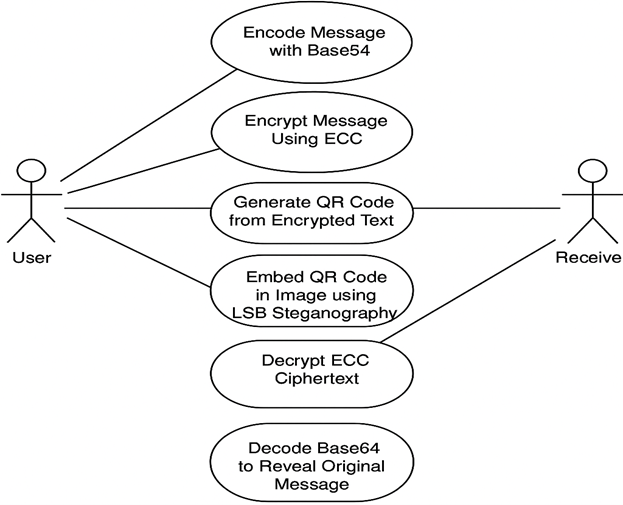 Encode Message
with Base54
Encrypt Message
Using ECC
Generate QR Code
from Encrypted Text
User
Receive
Embed QR Code
in Image using
LSB Steganography
Decrypt ECC
Ciphertext
Decode Base64
to Reveal Original
Message